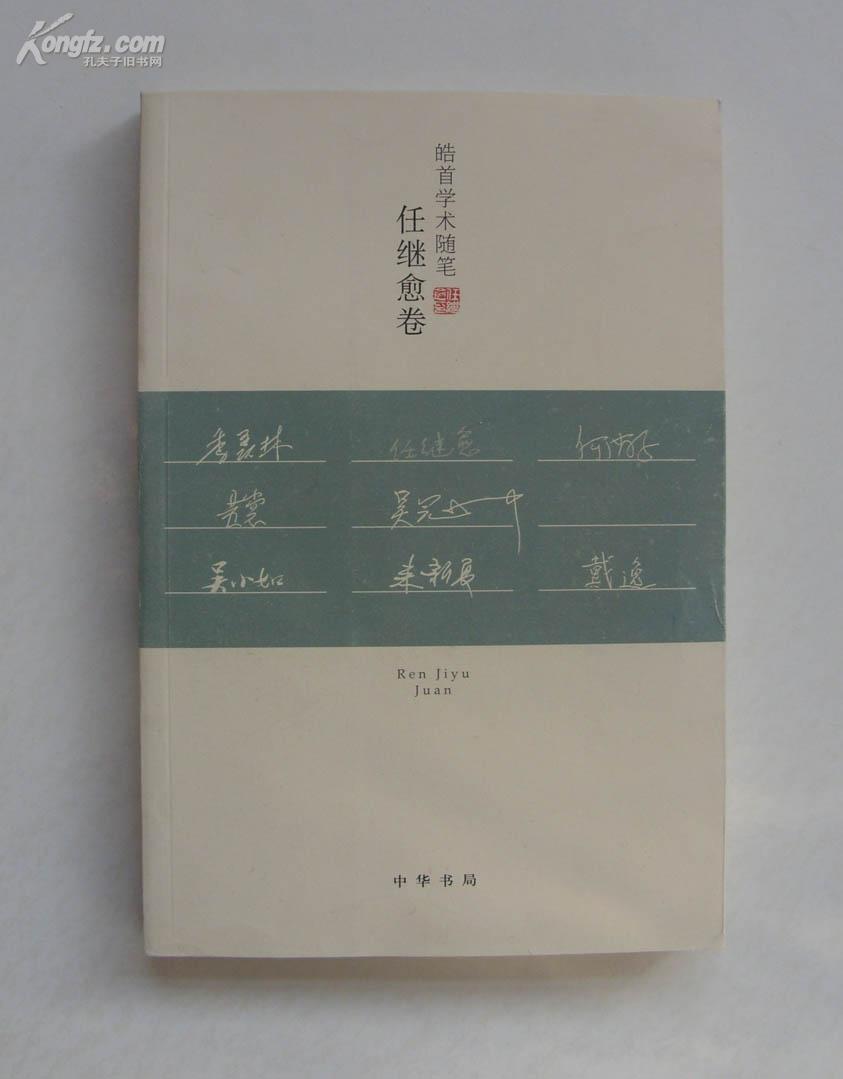 Kongfz.com
孔夫子旧书网
皓首学术随笔
任继愈卷
季羡林
任继愈
何兹全
吴冠中
吴小如
来新夏
戴逸
Ren Jiyu
Juan
中华书局